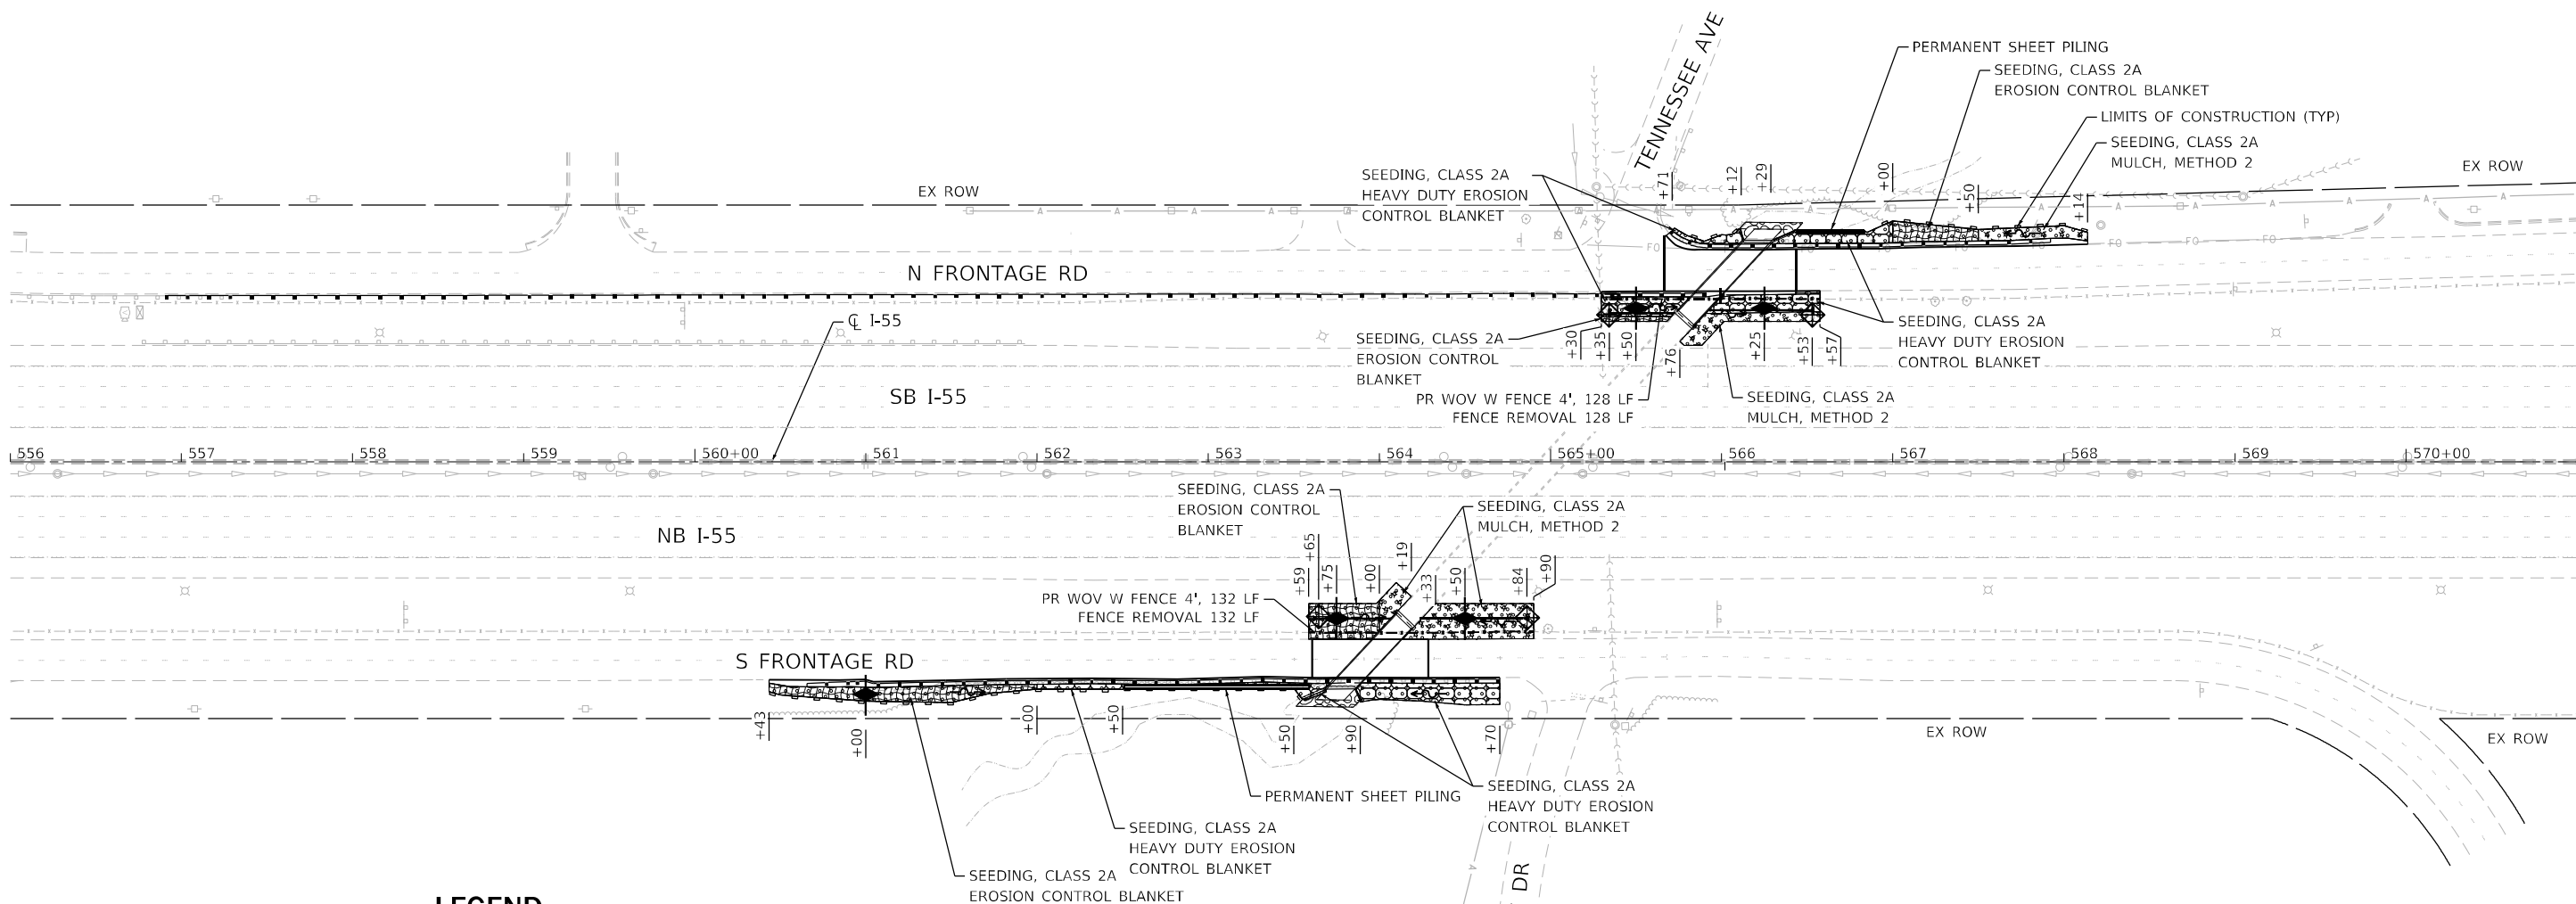 TENNESSEE AVE
PERMANENT SHEET PILING
SEEDING, CLASS 2A
EROSION CONTROL BLANKET
LIMITS OF CONSTRUCTION (TYP)
SEEDING, CLASS 2A
MULCH, METHOD 2
EX ROW
SEEDING, CLASS 2A
HEAVY DUTY EROSION
CONTROL BLANKET
+71
+12
+29
+00
+50
+14
EX ROW
N FRONTAGE RD
FO
FO
FO
FO
A
A
A
A
A
A
A
A
A
A
A
℄ I-55
SEEDING, CLASS 2A
EROSION CONTROL
BLANKET
+30
+35
+50
+76
+25
+53
+57
SEEDING, CLASS 2A
HEAVY DUTY EROSION
CONTROL BLANKET
SB I-55
PR WOV W FENCE 4', 128 LF
FENCE REMOVAL 128 LF
SEEDING, CLASS 2A
MULCH, METHOD 2
556
557
558
559
560+00
561
562
563
564
565+00
566
567
568
569
570+00
NB I-55
SEEDING, CLASS 2A
EROSION CONTROL
BLANKET
SEEDING, CLASS 2A
MULCH, METHOD 2
+59
+65
+75
+00
+19
+33
+50
+84
+90
PR WOV W FENCE 4', 132 LF
FENCE REMOVAL 132 LF
S FRONTAGE RD
+43
+00
+00
+50
+50
+90
+70
EX ROW
EX ROW
PERMANENT SHEET PILING
SEEDING, CLASS 2A
HEAVY DUTY EROSION
CONTROL BLANKET
SEEDING, CLASS 2A
HEAVY DUTY EROSION
CONTROL BLANKET
SEEDING, CLASS 2A
EROSION CONTROL BLANKET
DR
LEGEND